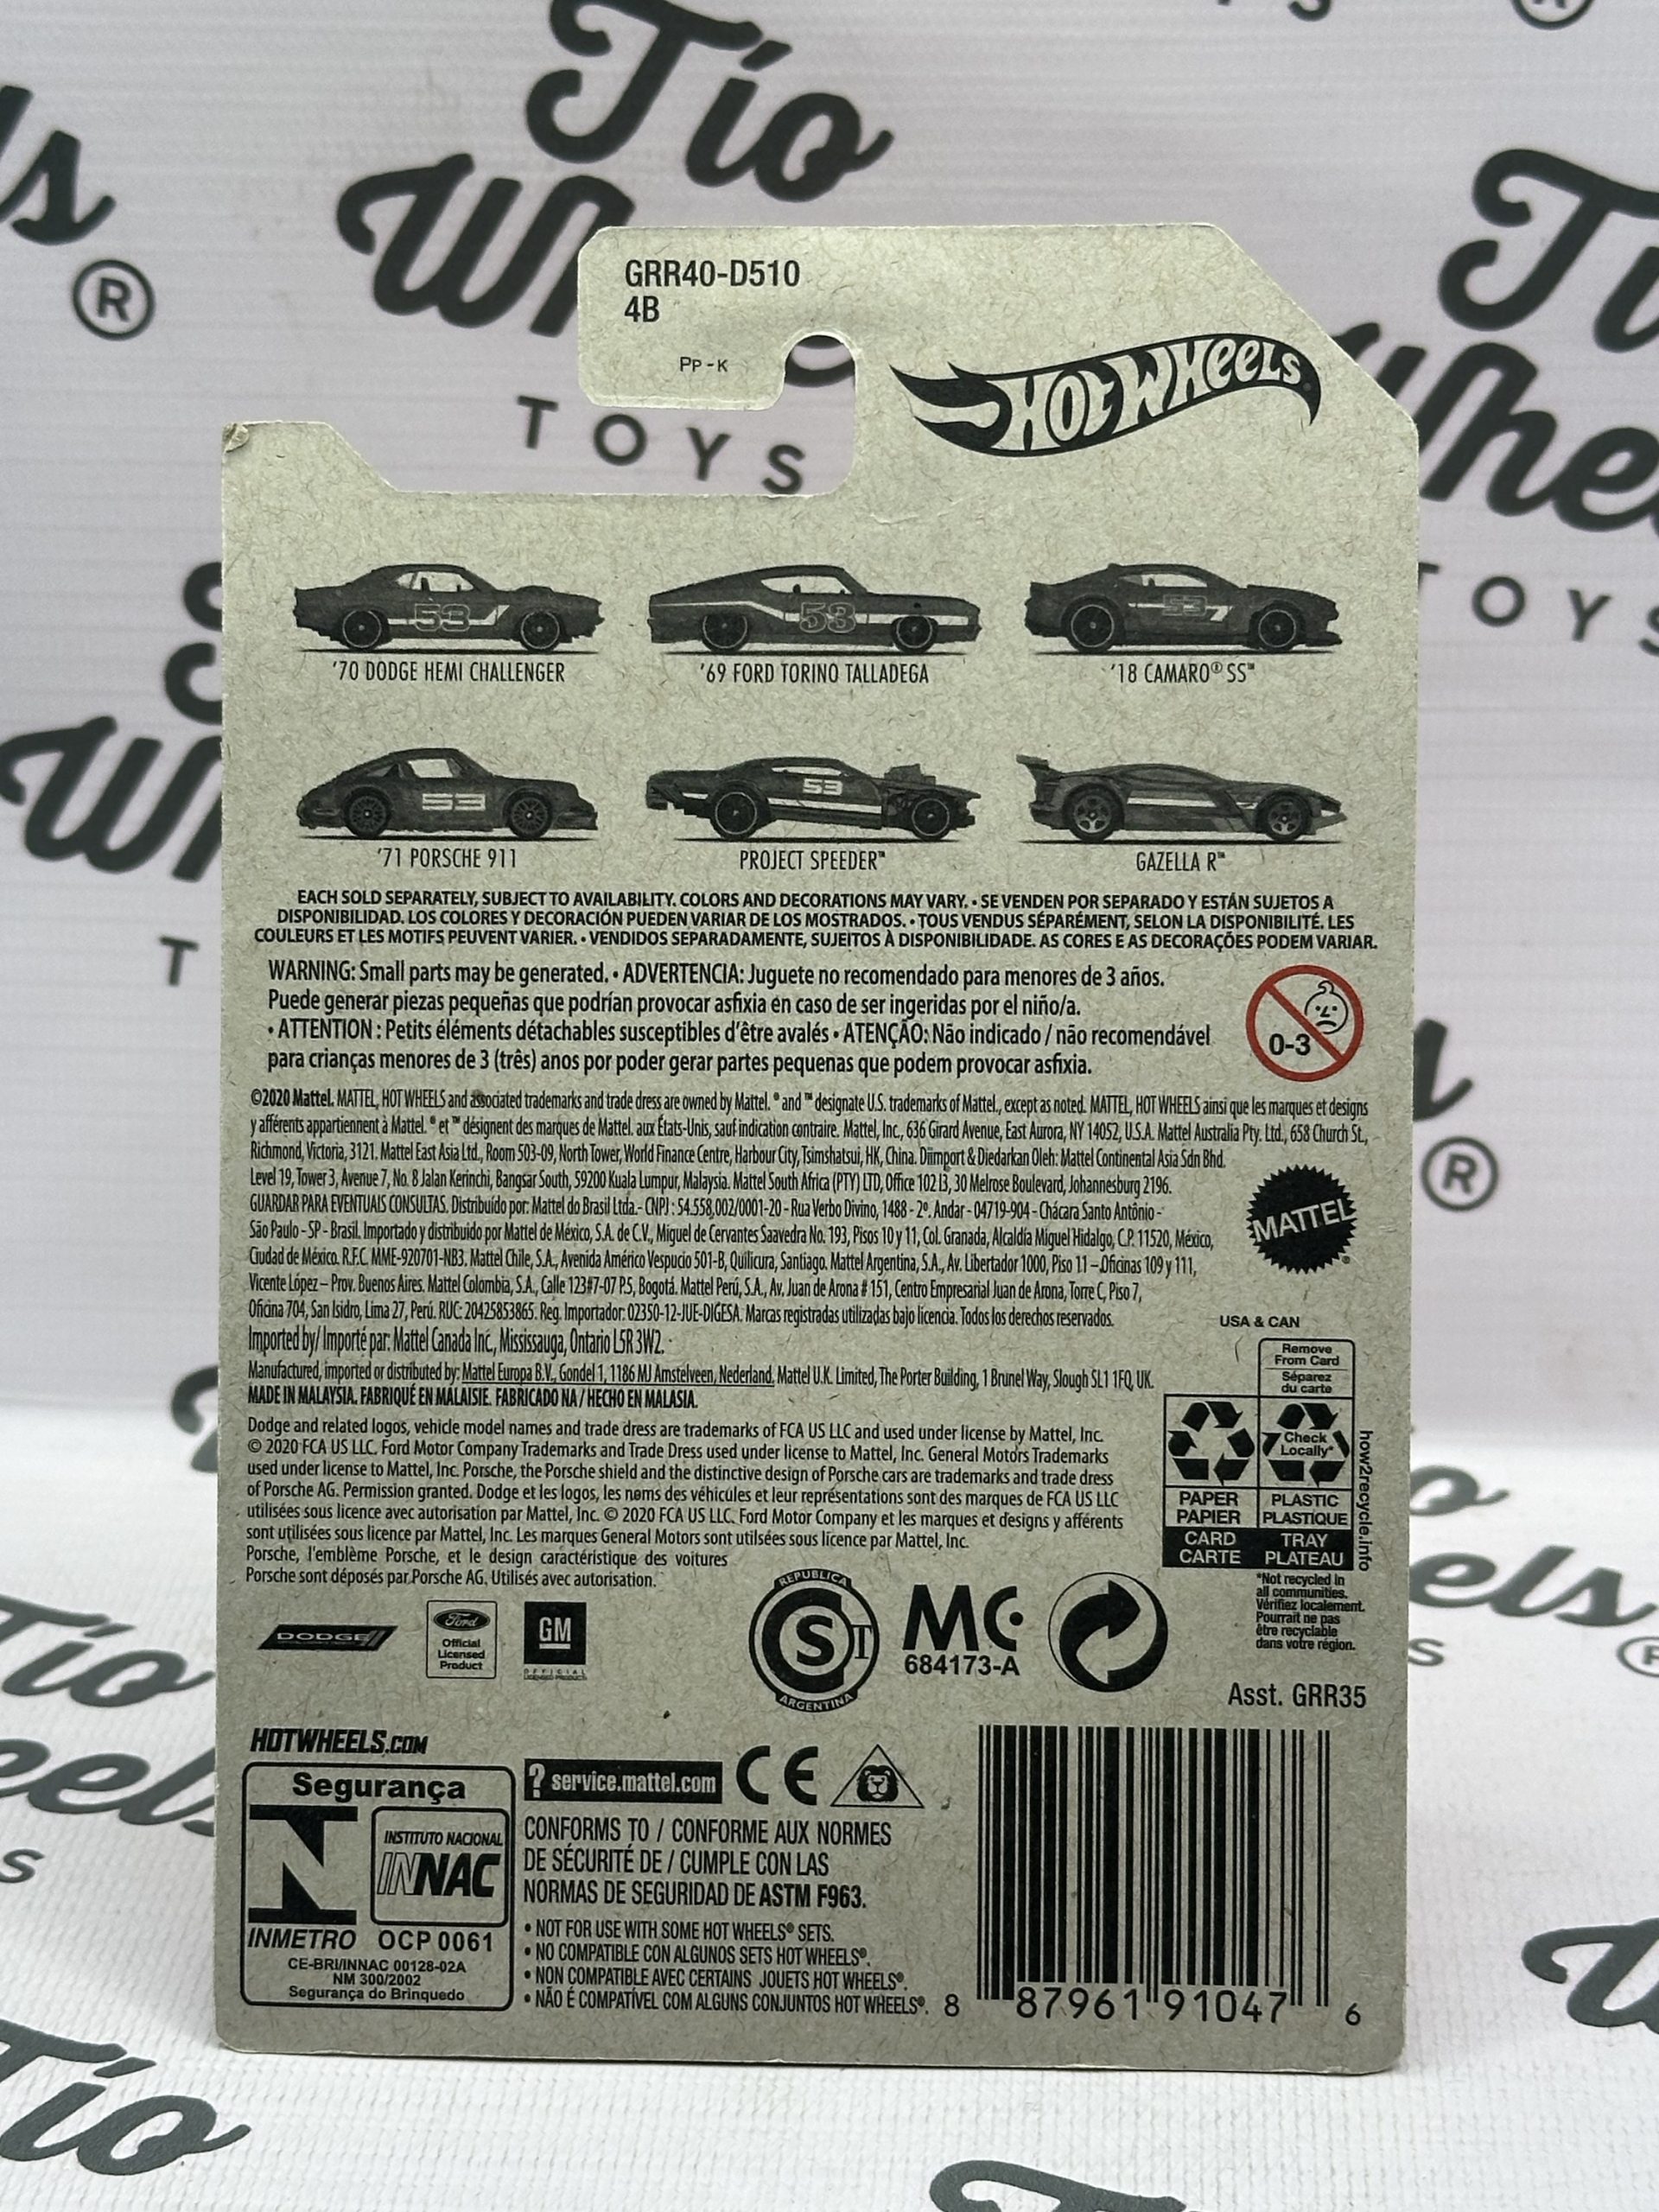 Tío
Wheels
TOYS
GRR40-D510
4B
PP-K
HOT WHEELS
53
53
53
'70 DODGE HEMI CHALLENGER
'69 FORD TORINO TALLADEGA
'18 CAMARO® SS™
53
53
'71 PORSCHE 911
PROJECT SPEEDER™
GAZELLA R™
EACH SOLD SEPARATELY, SUBJECT TO AVAILABILITY. COLORS AND DECORATIONS MAY VARY. • SE VENDEN POR SEPARADO Y ESTÁN SUJETOS A
DISPONIBILIDAD. LOS COLORES Y DECORACIÓN PUEDEN VARIAR DE LOS MOSTRADOS. • TOUS VENDUS SÉPARÉMENT, SELON LA DISPONIBILITÉ. LES
COULEURS ET LES MOTIFS PEUVENT VARIER. • VENDIDOS SEPARADAMENTE, SUJEITOS À DISPONIBILIDADE. AS CORES E AS DECORAÇÕES PODEM VARIAR.
WARNING: Small parts may be generated. • ADVERTENCIA: Juguete no recomendado para menores de 3 años.
Puede generar piezas pequeñas que podrían provocar asfixia en caso de ser ingeridas por el niño/a.
• ATTENTION : Petits éléments détachables susceptibles d'être avalés • ATENÇÃO: Não indicado / não recomendável
para crianças menores de 3 (três) anos por poder gerar partes pequenas que podem provocar asfixia.
0-3
©2020 Mattel. MATTEL, HOT WHEELS and associated trademarks and trade dress are owned by Mattel. ® and ™ designate U.S. trademarks of Mattel., except as noted. MATTEL, HOT WHEELS ainsi que les marques et designs
y afférents appartiennent à Mattel. ® et ™ désignent des marques de Mattel. aux États-Unis, sauf indication contraire. Mattel, Inc., 636 Girard Avenue, East Aurora, NY 14052, U.S.A. Mattel Australia Pty. Ltd., 658 Church St.,
Richmond, Victoria, 3121. Mattel East Asia Ltd., Room 503-09, North Tower, World Finance Centre, Harbour City, Tsimshatsui, HK, China. Diimport & Diedarkan Oleh: Mattel Continental Asia Sdn Bhd.
Level 19, Tower 3, Avenue 7, No. 8 Jalan Kerinchi, Bangsar South, 59200 Kuala Lumpur, Malaysia. Mattel South Africa (PTY) LTD, Office 102 I3, 30 Melrose Boulevard, Johannesburg 2196.
GUARDAR PARA EVENTUAIS CONSULTAS. Distribuído por: Mattel do Brasil Ltda.- CNPJ : 54.558,002/0001-20 - Rua Verbo Divino, 1488 - 2º. Andar - 04719-904 - Chácara Santo Antônio -
São Paulo - SP - Brasil. Importado y distribuido por Mattel de México, S.A. de C.V., Miguel de Cervantes Saavedra No. 193, Pisos 10 y 11, Col. Granada, Alcaldía Miguel Hidalgo, C.P. 11520, México,
Ciudad de México. R.F.C. MME-920701-NB3. Mattel Chile, S.A., Avenida Américo Vespucio 501-B, Quilicura, Santiago. Mattel Argentina, S.A., Av. Libertador 1000, Piso 11 – Oficinas 109 y 111,
Vicente López – Prov. Buenos Aires. Mattel Colombia, S.A., Calle 123#7-07 P.5, Bogotá. Mattel Perú, S.A., Av, Juan de Arona # 151, Centro Empresarial Juan de Arona, Torre C, Piso 7,
Oficina 704, San Isidro, Lima 27, Perú. RUC: 20425853865. Reg. Importador: 02350-12-JUE-DIGESA. Marcas registradas utilizadas bajo licencia. Todos los derechos reservados.
MATTEL
Imported by/ Importé par: Mattel Canada Inc., Mississauga, Ontario L5R 3W2.
Manufactured, imported or distributed by: Mattel Europa B.V., Gondel 1, 1186 MJ Amstelveen, Nederland. Mattel U.K. Limited, The Porter Building, 1 Brunel Way, Slough SL1 1FQ, UK.
MADE IN MALAYSIA. FABRIQUÉ EN MALAISIE. FABRICADO NA / HECHO EN MALASIA.
Dodge and related logos, vehicle model names and trade dress are trademarks of FCA US LLC and used under license by Mattel, Inc.
© 2020 FCA US LLC. Ford Motor Company Trademarks and Trade Dress used under license to Mattel, Inc. General Motors Trademarks
used under license to Mattel, Inc. Porsche, the Porsche shield and the distinctive design of Porsche cars are trademarks and trade dress
of Porsche AG. Permission granted. Dodge et les logos, les noms des véhicules et leur représentations sont des marques de FCA US LLC
utilisées sous licence avec autorisation par Mattel, Inc. © 2020 FCA US LLC. Ford Motor Company et les marques et designs y afférents
sont utilisées sous licence par Mattel, Inc. Les marques General Motors sont utilsées sous licence par Mattel, Inc.
Porsche, l'emblème Porsche, et le design caractéristique des voitures
Porsche sont déposés par Porsche AG. Utilisés avec autorisation.
USA & CAN
Remove
From Card
Séparez
du carte
Check
Locally*
PAPER
PAPIER
PLASTIC
PLASTIQUE
CARD
CARTE
TRAY
PLATEAU
how2recycle.info
*Not recycled in
all communities.
Vérifiez localement.
Pourrait ne pas
être recyclable
dans votre région.
DODGE
Ford
Official
Licensed
Product
GM
OFFICIAL
LICENSED PRODUCT
REPUBLICA
S
ARGENTINA
MC
684173-A
Asst. GRR35
HOTWHEELS.COM
Segurança
INSTITUTO NACIONAL
INNAC
INMETRO OCP 0061
CE-BRI/INNAC 00128-02A
NM 300/2002
Segurança do Brinquedo
? service.mattel.com
CE
CONFORMS TO / CONFORME AUX NORMES
DE SÉCURITÉ DE / CUMPLE CON LAS
NORMAS DE SEGURIDAD DE ASTM F963.
• NOT FOR USE WITH SOME HOT WHEELS® SETS.
• NO COMPATIBLE CON ALGUNOS SETS HOT WHEELS®.
• NON COMPATIBLE AVEC CERTAINS JOUETS HOT WHEELS®.
• NÃO É COMPATÍVEL COM ALGUNS CONJUNTOS HOT WHEELS®.
8 87961 91047 6